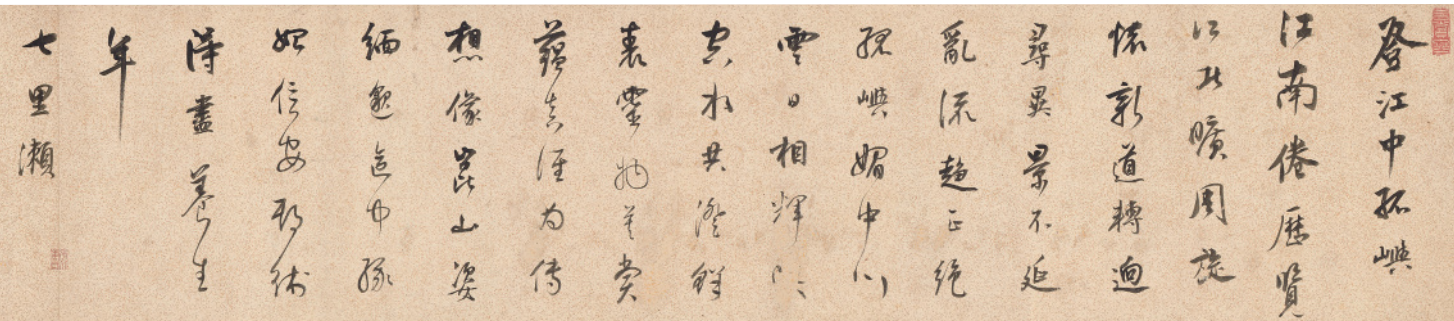 登江中孤嶼
江南倦歷覽
江北曠周旋
懷新道轉迥
尋異景不延
亂流趨正絕
孤嶼媚中川
雲日相輝映
空水共澄鮮
表靈物莫賞
蘊真誰為傳
想像崑山姿
緬邈區中緣
始信安期術
得盡養生
年
七里瀨